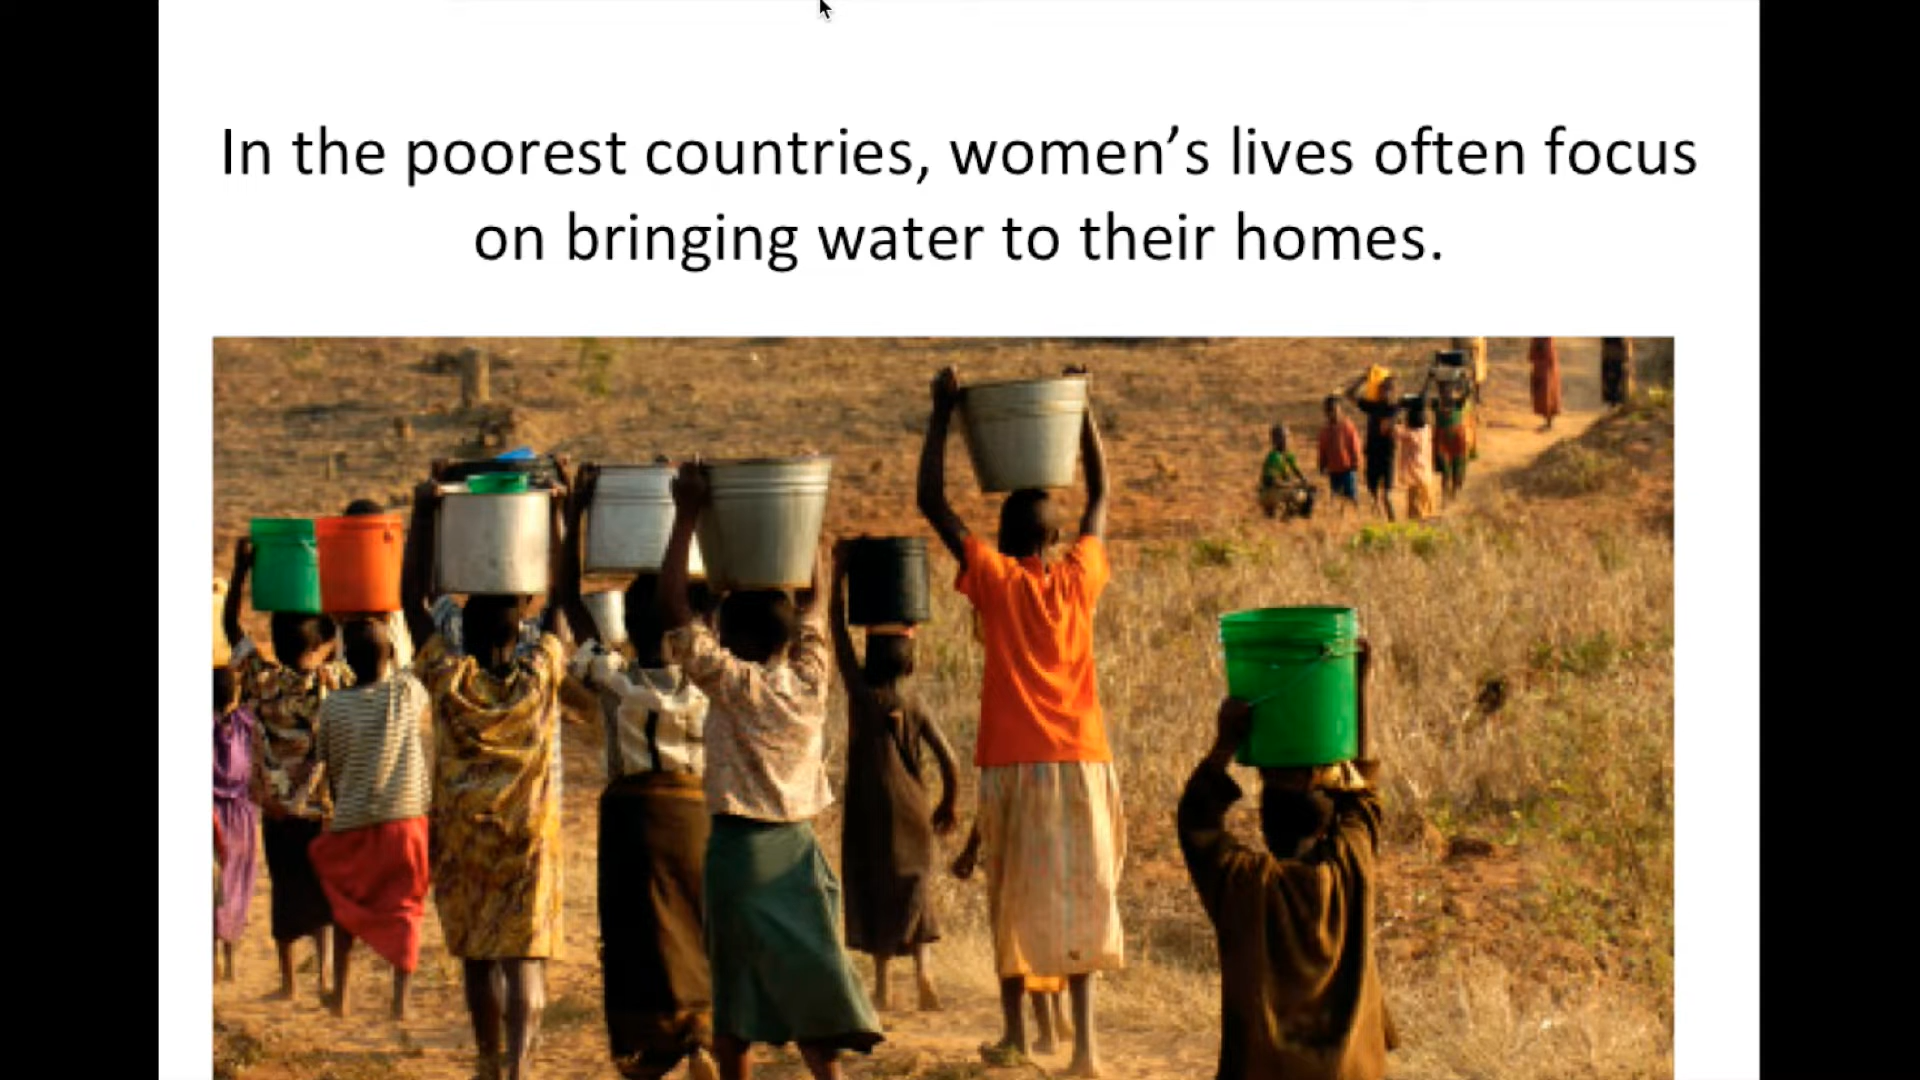 In the poorest countries, women’s lives often focus
on bringing water to their homes.